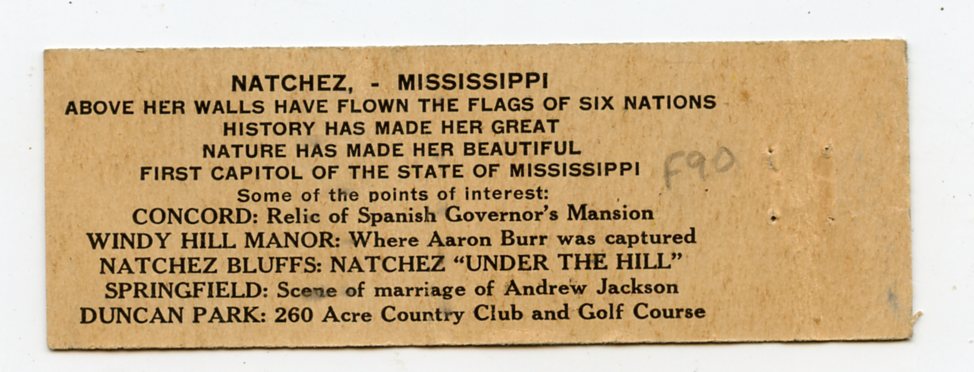 NATCHEZ, - MISSISSIPPI
ABOVE HER WALLS HAVE FLOWN THE FLAGS OF SIX NATIONS
HISTORY HAS MADE HER GREAT
NATURE HAS MADE HER BEAUTIFUL
FIRST CAPITOL OF THE STATE OF MISSISSIPPI
F90
Some of the points of interest:
CONCORD: Relic of Spanish Governor's Mansion
WINDY HILL MANOR: Where Aaron Burr was captured
NATCHEZ BLUFFS: NATCHEZ "UNDER THE HILL"
SPRINGFIELD: Scene of marriage of Andrew Jackson
DUNCAN PARK: 260 Acre Country Club and Golf Course